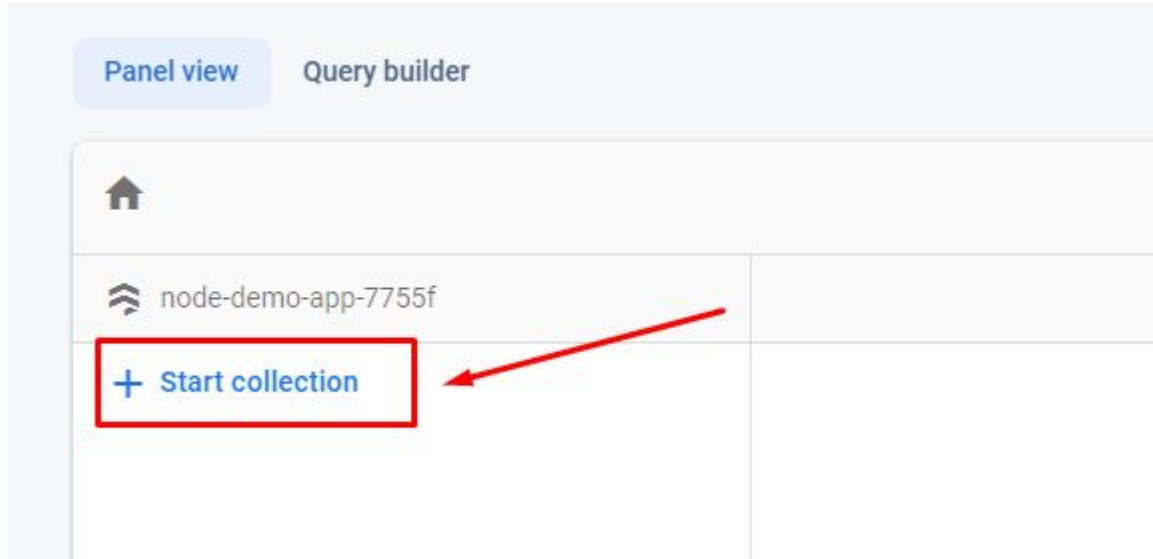 Panel view Query builder
node-demo-app-7755f
+ Start collection